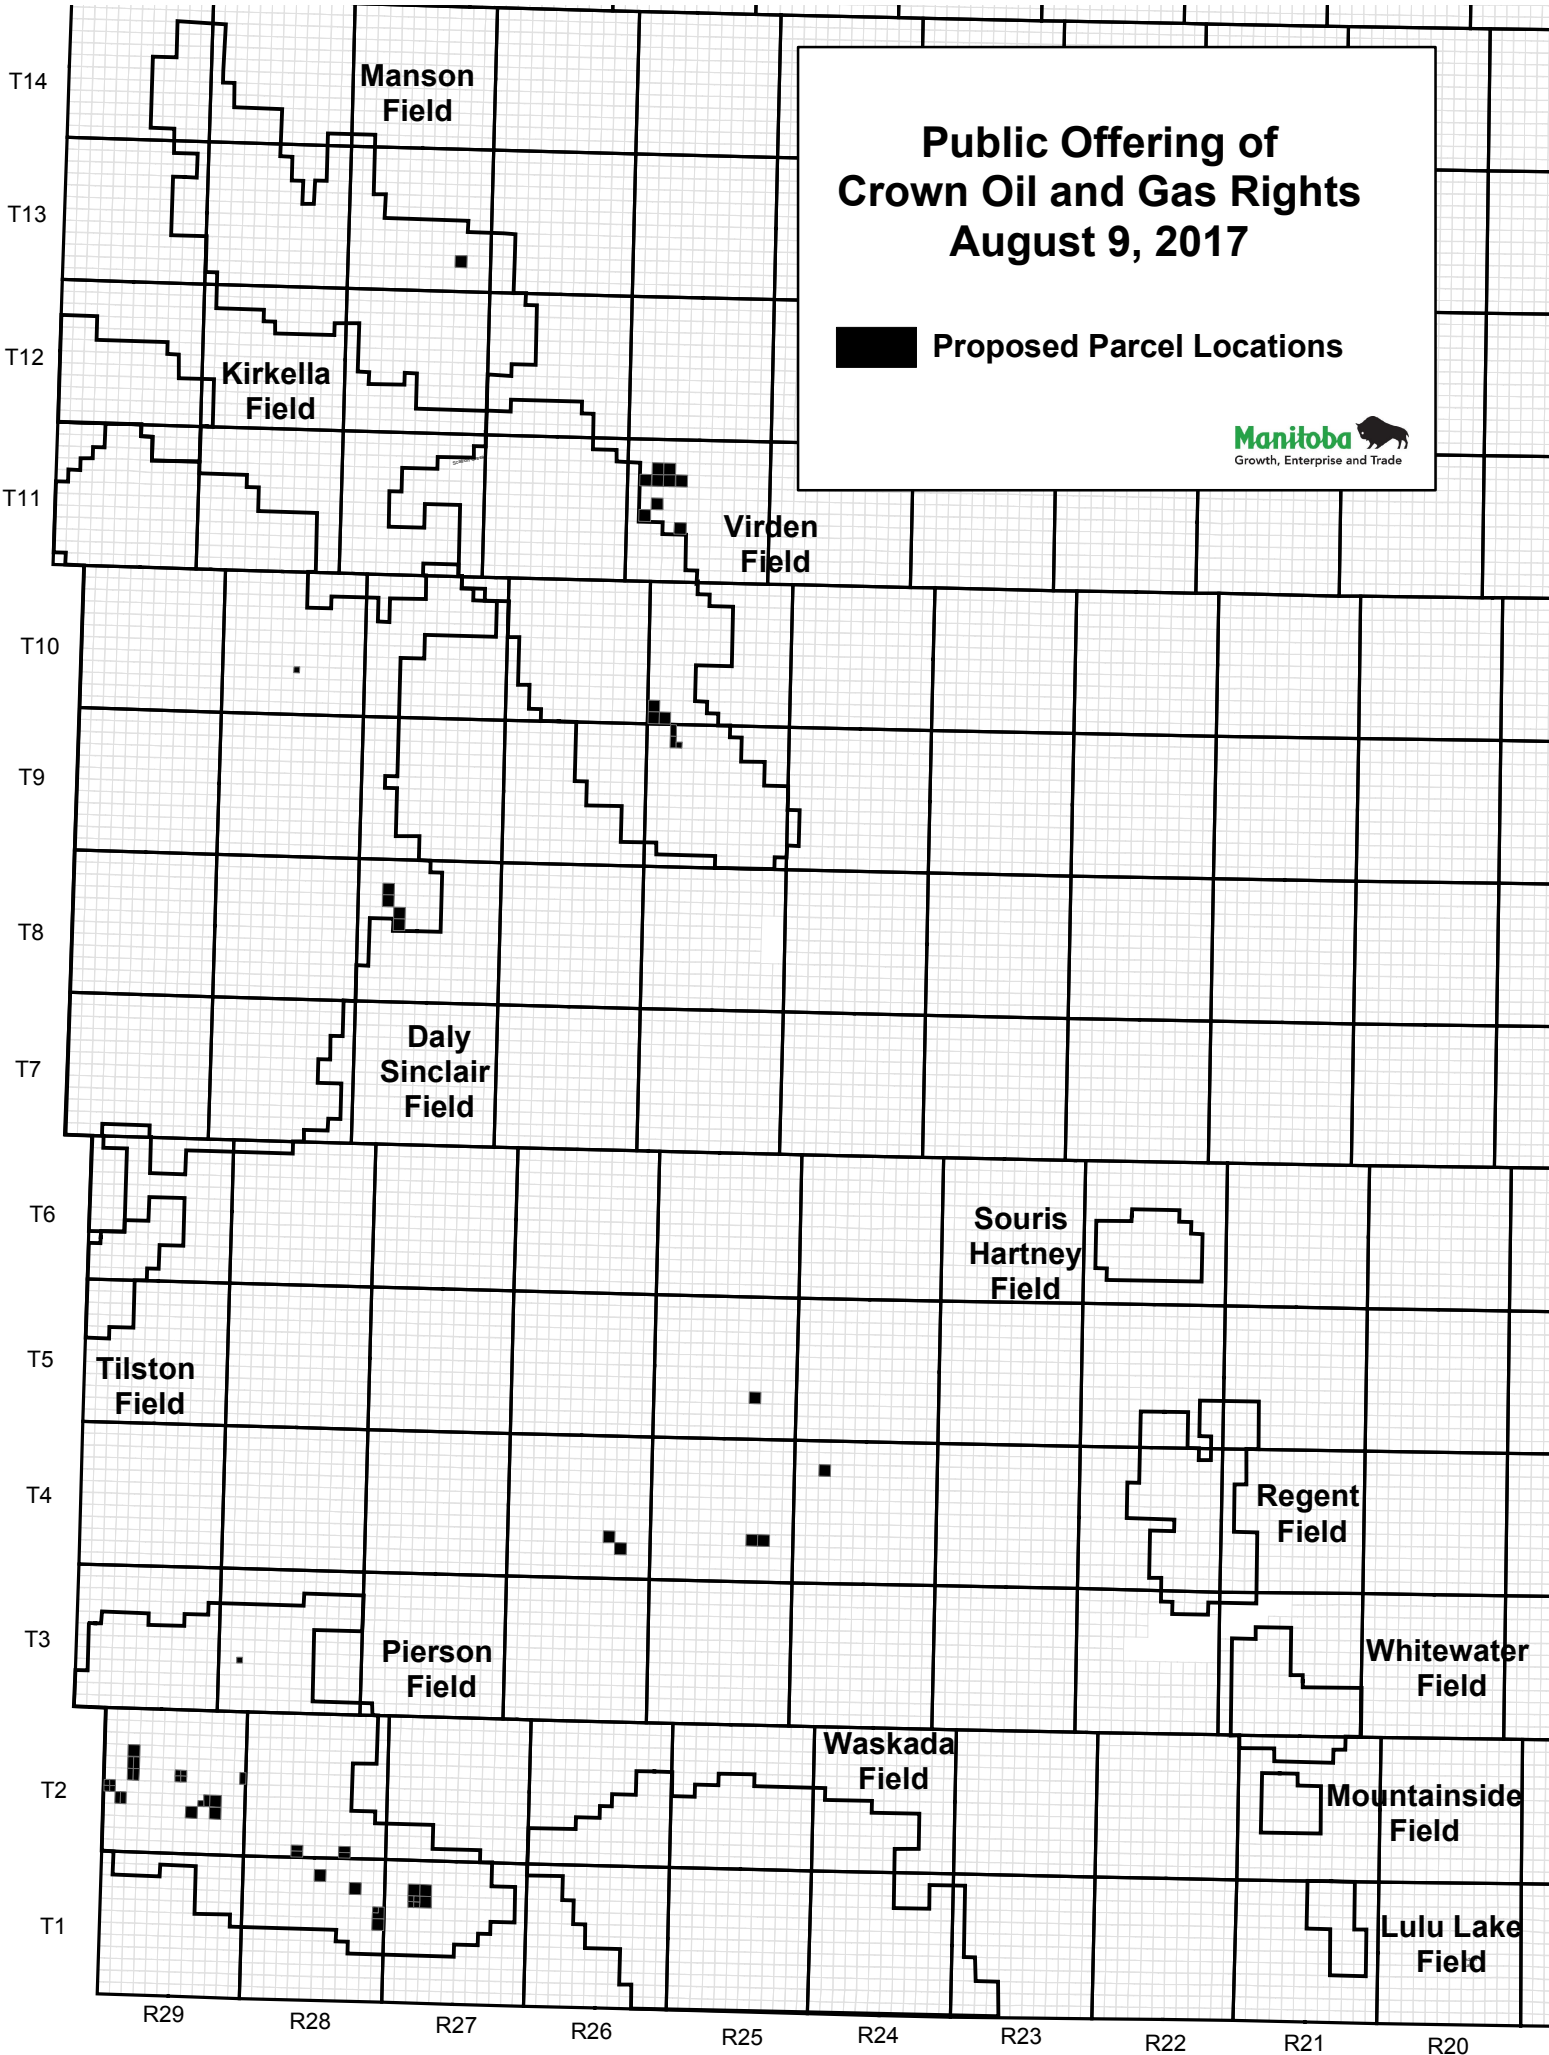 T14
Manson
Field
Public Offering of
Crown Oil and Gas Rights
August 9, 2017
T13
Proposed Parcel Locations
T12
Kirkella
Field
Manitoba
Growth, Enterprise and Trade
T11
Virden
Field
T10
T9
T8
Daly
Sinclair
Field
T7
T6
Souris
Hartney
Field
T5
Tilston
Field
T4
Regent
Field
T3
Pierson
Field
Whitewater
Field
Waskada
Field
T2
Mountainside
Field
T1
Lulu Lake
Field
R29
R28
R27
R26
R25
R24
R23
R22
R21
R20